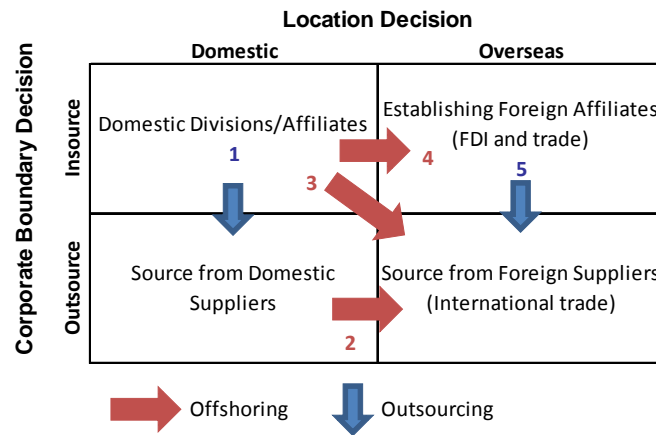 Location Decision
Domestic
Overseas
Corporate Boundary Decision
Insource
Domestic Divisions/Affiliates
1
Establishing Foreign Affiliates
(FDI and trade)
3
4
5
Outsource
Source from Domestic
Suppliers
2
Source from Foreign Suppliers
(International trade)
Offshoring
Outsourcing